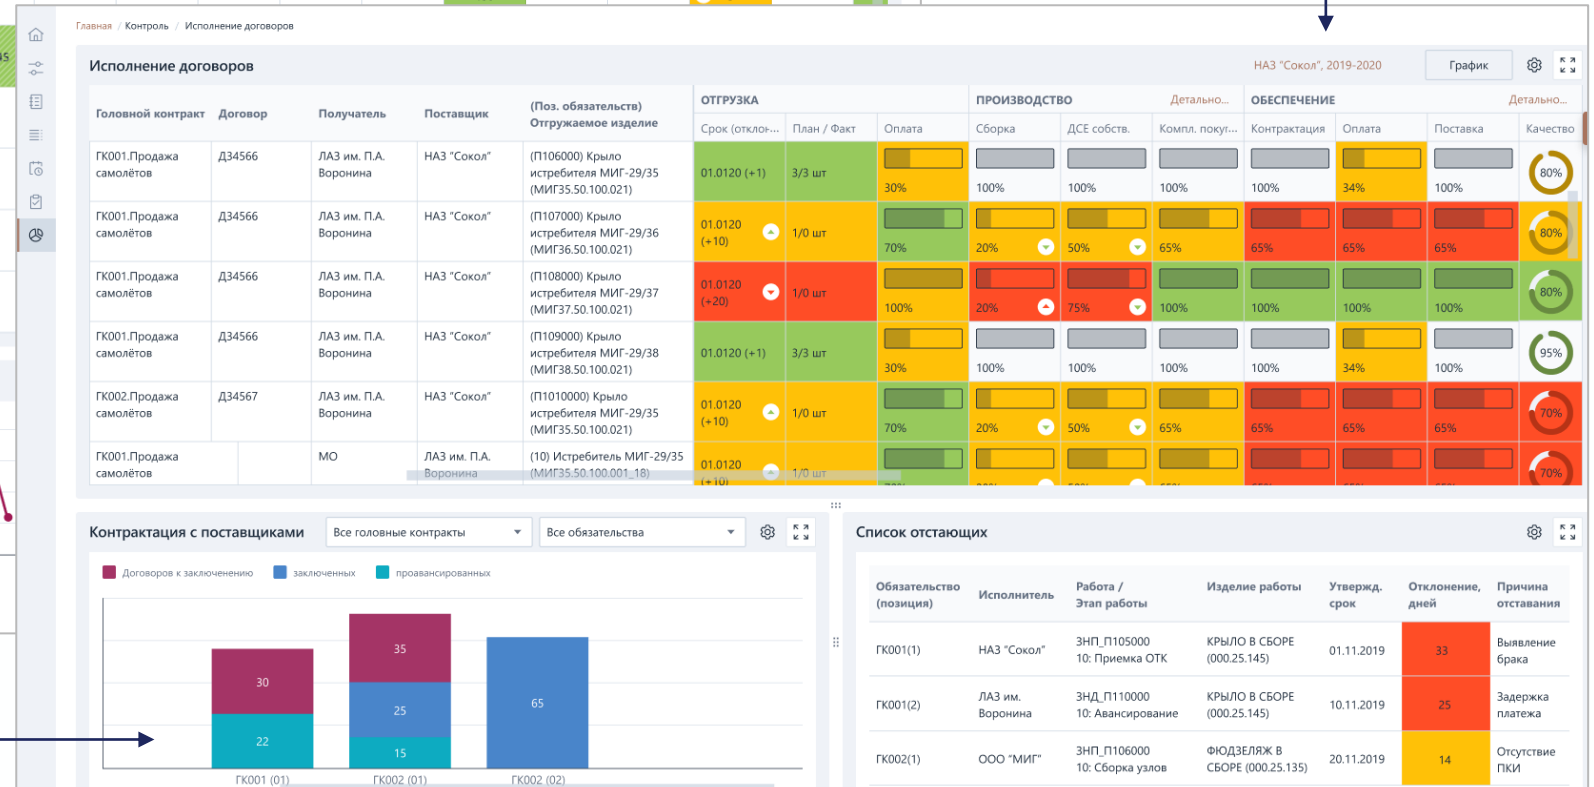 45
Главная / Контроль / Исполнение договоров
Исполнение договоров
НАЗ "Сокол", 2019-2020
График
Головной контракт Договор Получатель Поставщик (Поз. обязательств) Отгружаемое изделие
ОТГРУЗКА ПРОИЗВОДСТВО Детально... ОБЕСПЕЧЕНИЕ Детально...
Срок (отклон... План / Факт Оплата Сборка ДСЕ собств. Компл. покуп... Контрактация Оплата Поставка Качество
ГК001.Продажа Д34566 ЛАЗ им. П.А. НАЗ "Сокол" (П106000) Крыло
самолётов Воронина истребителя МИГ-29/35
(МИГ35.50.100.021)
01.0120 (+1) 3/3 шт 30% 100% 100% 100% 100% 34% 100% 80%
ГК001.Продажа Д34566 ЛАЗ им. П.А. НАЗ "Сокол" (П107000) Крыло
самолётов Воронина истребителя МИГ-29/36
(МИГ36.50.100.021)
01.0120
(+10) 1/0 шт 70% 20% 50% 65% 65% 65% 65% 80%
ГК001.Продажа Д34566 ЛАЗ им. П.А. НАЗ "Сокол" (П108000) Крыло
самолётов Воронина истребителя МИГ-29/37
(МИГ37.50.100.021)
01.0120
(+20) 1/0 шт 100% 20% 75% 100% 100% 100% 100% 80%
ГК001.Продажа Д34566 ЛАЗ им. П.А. НАЗ "Сокол" (П109000) Крыло
самолётов Воронина истребителя МИГ-29/38
(МИГ38.50.100.021)
01.0120 (+1) 3/3 шт 30% 100% 100% 100% 100% 34% 100% 95%
ГК002.Продажа Д34567 ЛАЗ им. П.А. НАЗ "Сокол" (П1010000) Крыло
самолётов Воронина истребителя МИГ-29/35
(МИГ35.50.100.021)
01.0120
(+10) 1/0 шт 70% 20% 50% 65% 65% 65% 65% 70%
ГК001.Продажа МО ЛАЗ им. П.А. (10) Истребитель МИГ-29/35
самолётов Воронина (МИГ35.50.100.001_18)
01.0120
(+10) 1/0 шт 70%
Контрактация с поставщиками
Все головные контракты
Все обязательства
Договоров к заключенению заключенных проавансированных
30
22
35
25
15
65
ГК001 (01) ГК002 (01) ГК002 (02)
Список отстающих
Обязательство Исполнитель Работа / Изделие работы Утвержд. Отклонение, Причина
(позиция) Этап работы срок дней отставания
ГК001(1) НАЗ "Сокол" ЗНП_П105000 КРЫЛО В СБОРЕ 01.11.2019 33 Выявление
10: Приемка ОТК (000.25.145) брака
ГК001(2) ЛАЗ им. ЗНД_П110000 КРЫЛО В СБОРЕ 10.11.2019 25 Задержка
Воронина 10: Авансирование (000.25.145) платежа
ГК002(1) ООО "МИГ" ЗНП_П106000 ФЮДЗЕЛЯЖ В 20.11.2019 14 Отсутствие
10: Сборка узлов СБОРЕ (000.25.135) ПКИ